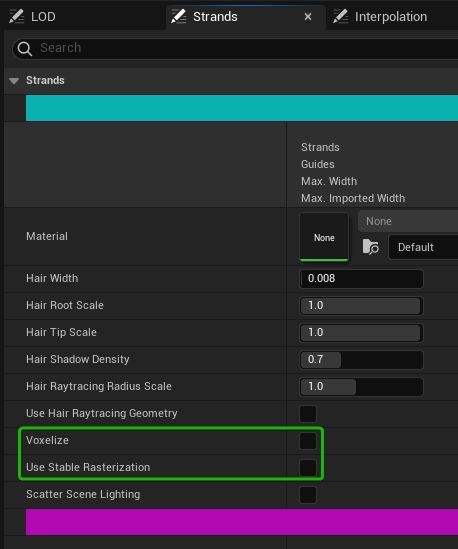 LOD
Strands
Interpolation
Search
Strands
Strands
Guides
Max. Width
Max. Imported Width
Material
None
None
Default
Hair Width
0.008
Hair Root Scale
1.0
Hair Tip Scale
1.0
Hair Shadow Density
0.7
Hair Raytracing Radius Scale
1.0
Use Hair Raytracing Geometry
Voxelize
Use Stable Rasterization
Scatter Scene Lighting